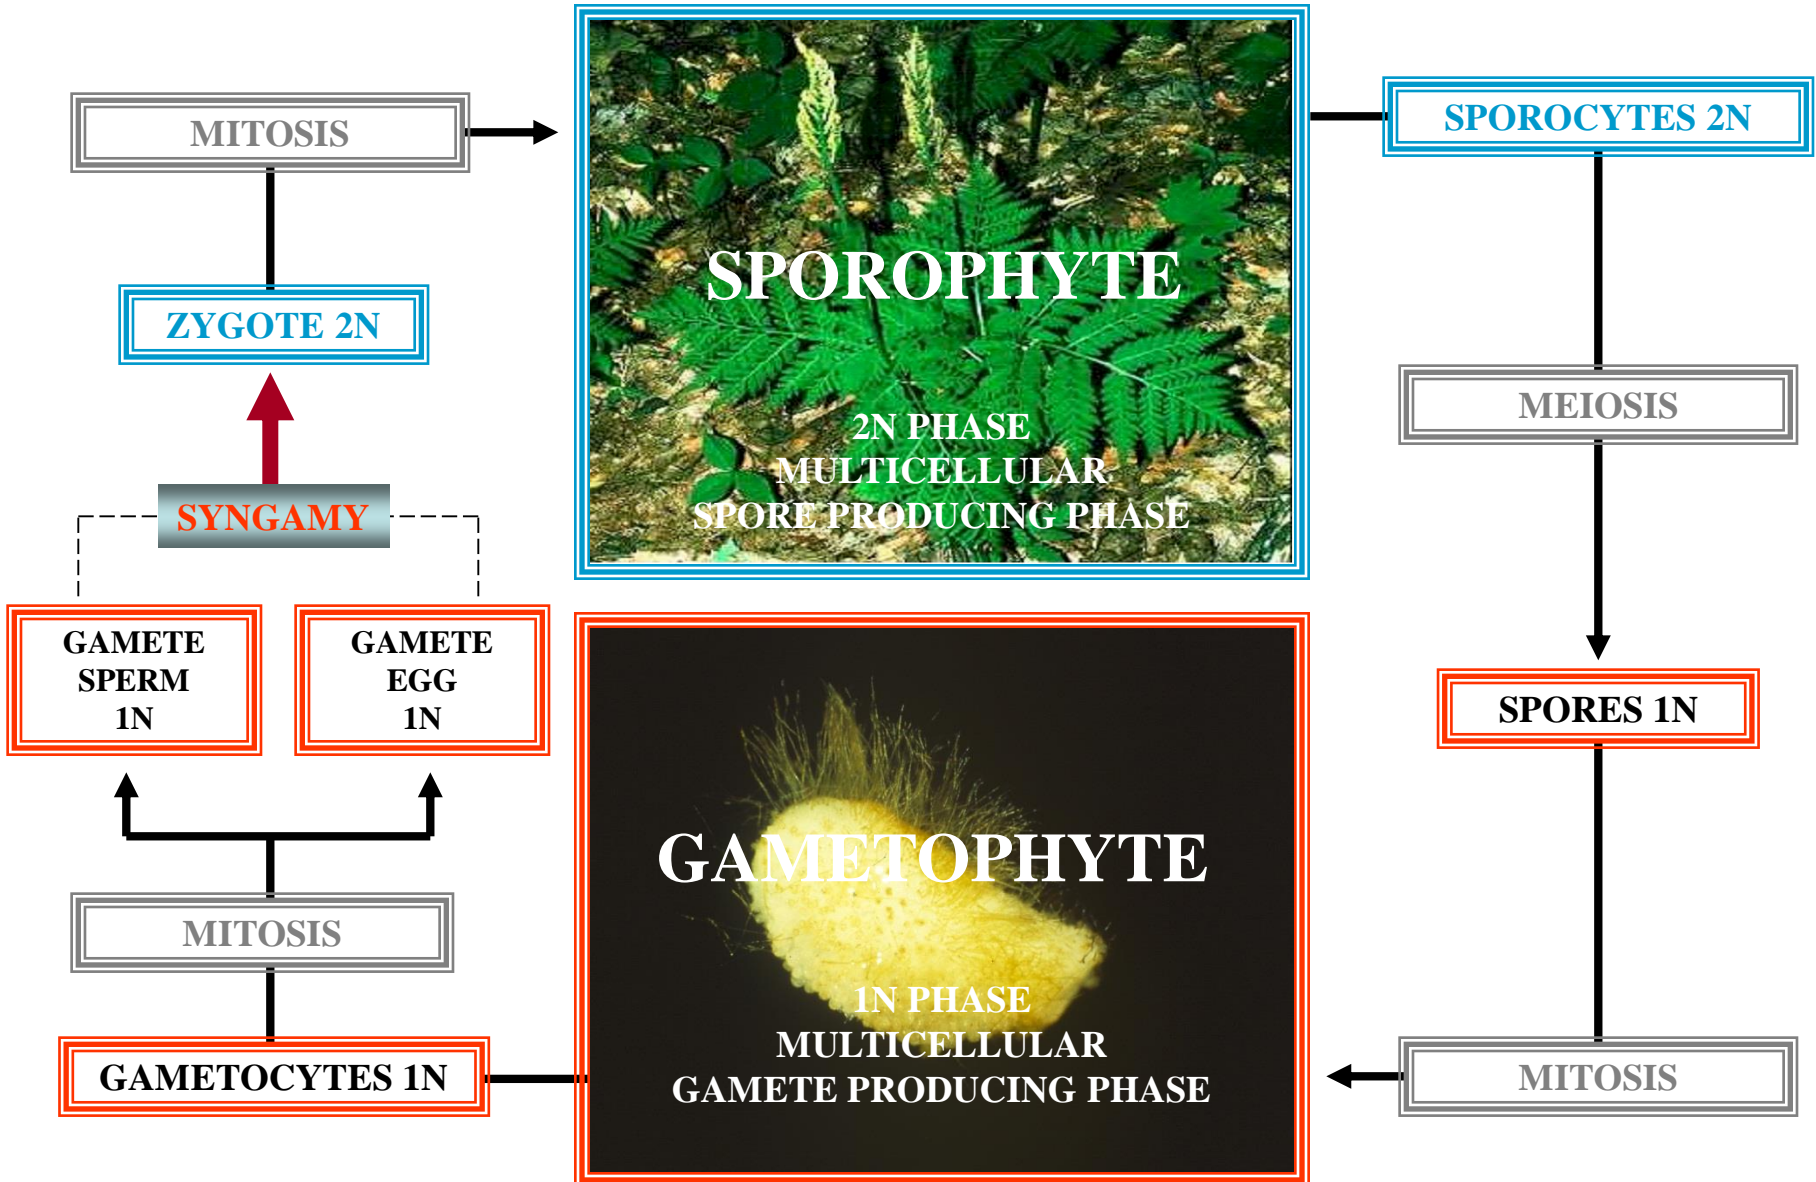 MITOSIS
ZYGOTE 2N
SYNGAMY
GAMETE
SPERM
1N
GAMETE
EGG
1N
MITOSIS
GAMETOCYTES 1N
SPOROPHYTE
2N PHASE
MULTICELLULAR
SPORE PRODUCING PHASE
GAMETOPHYTE
1N PHASE
MULTICELLULAR
GAMETE PRODUCING PHASE
SPOROCYTES 2N
MEIOSIS
SPORES 1N
MITOSIS